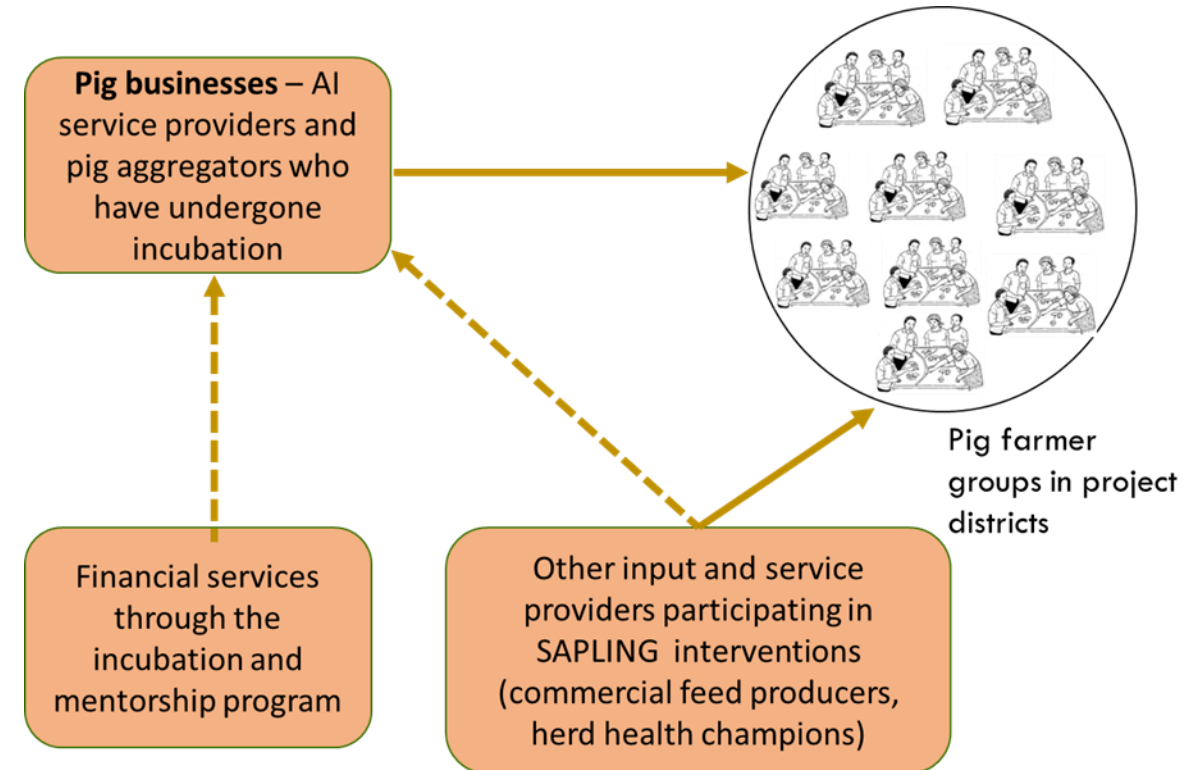 Pig businesses – AI
service providers and
pig aggregators who
have undergone
incubation
Pig farmer
groups in project
districts
Financial services
through the
incubation and
mentorship program
Other input and service
providers participating in
SAPLING interventions
(commercial feed producers,
herd health champions)